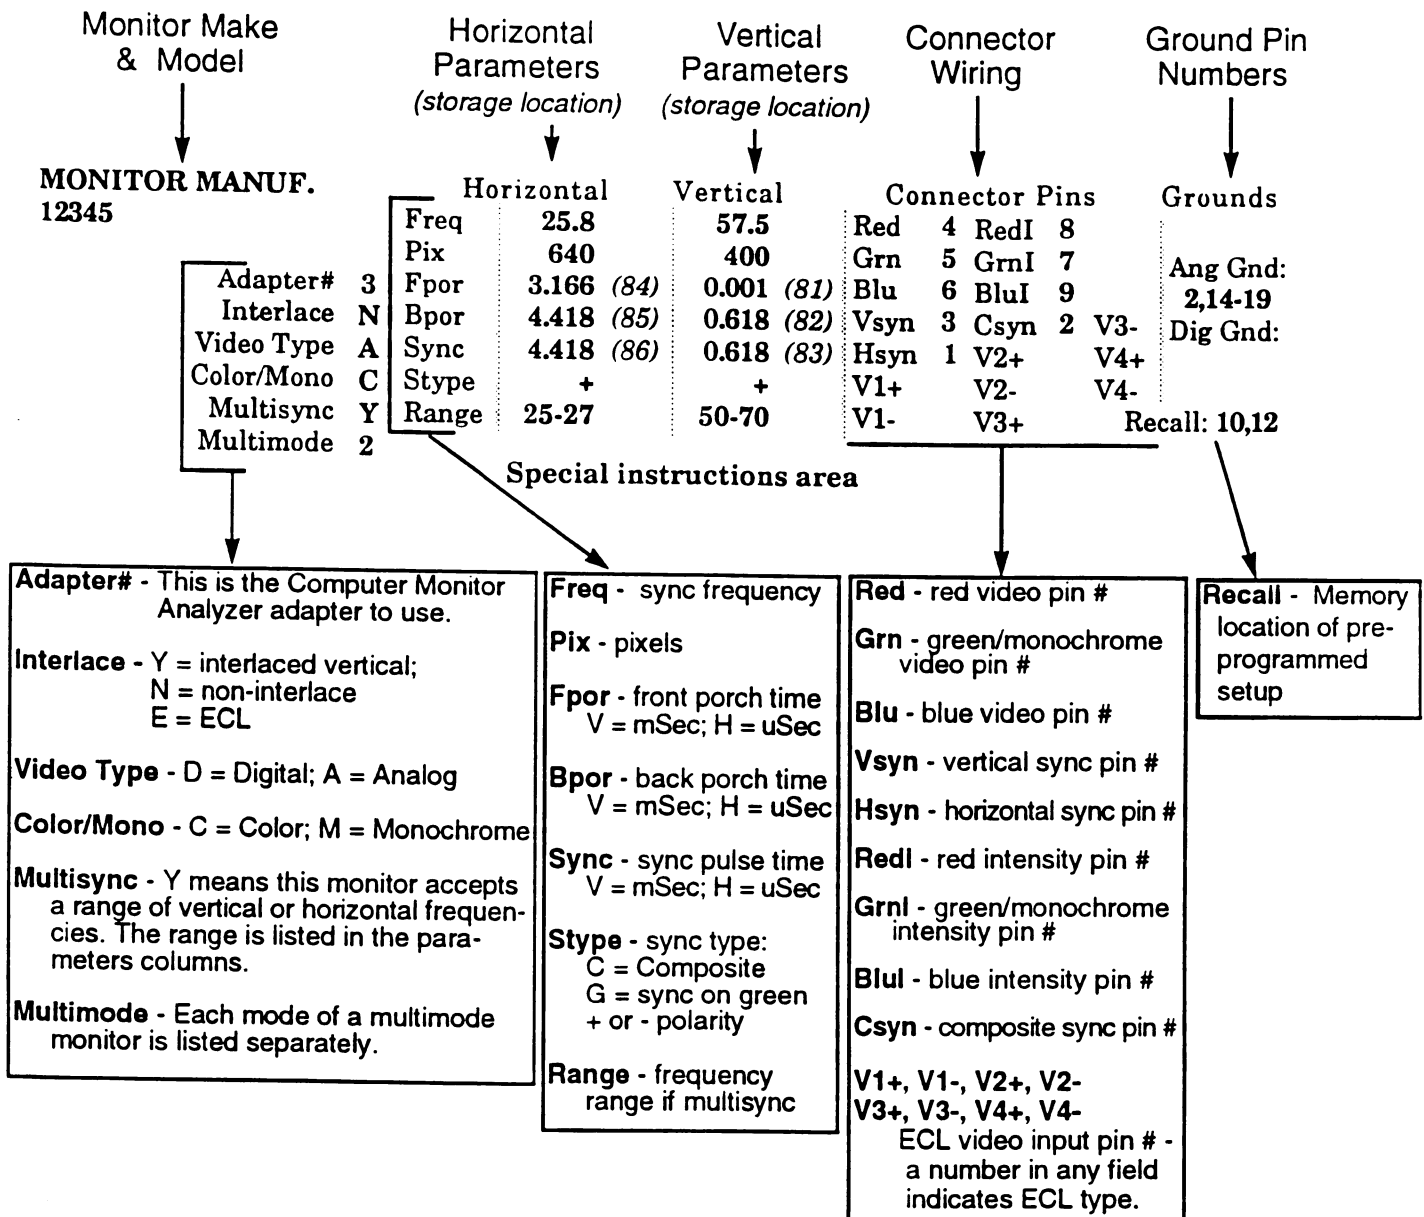 Monitor Make
& Model
Horizontal
Parameters
(storage location)
Vertical
Parameters
(storage location)
Connector
Wiring
Ground Pin
Numbers
MONITOR MANUF.
12345
Adapter# 3
Interlace N
Video Type A
Color/Mono C
Multisync Y
Multimode 2
Horizontal Vertical
Freq 25.8 57.5
Pix 640 400
Fpor 3.166 (84) 0.001 (81)
Bpor 4.418 (85) 0.618 (82)
Sync 4.418 (86) 0.618 (83)
Stype + +
Range 25-27 50-70
Connector Pins
Red 4 RedI 8
Grn 5 GrnI 7
Blu 6 BluI 9
Vsyn 3 Csyn 2 V3-
Hsyn 1 V2+ V4+
V1+ V2- V4-
V1- V3+
Grounds
Ang Gnd:
2,14-19
Dig Gnd:
Recall: 10,12
Special instructions area
Adapter# - This is the Computer Monitor
Analyzer adapter to use.
Interlace - Y = interlaced vertical;
N = non-interlace
E = ECL
Video Type - D = Digital; A = Analog
Color/Mono - C = Color; M = Monochrome
Multisync - Y means this monitor accepts
a range of vertical or horizontal frequen-
cies. The range is listed in the para-
meters columns.
Multimode - Each mode of a multimode
monitor is listed separately.
Freq - sync frequency
Pix - pixels
Fpor - front porch time
V = mSec; H = uSec
Bpor - back porch time
V = mSec; H = uSec
Sync - sync pulse time
V = mSec; H = uSec
Stype - sync type:
C = Composite
G = sync on green
+ or - polarity
Range - frequency
range if multisync
Red - red video pin #
Grn - green/monochrome
video pin #
Blu - blue video pin #
Vsyn - vertical sync pin #
Hsyn - horizontal sync pin #
RedI - red intensity pin #
GrnI - green/monochrome
intensity pin #
BluI - blue intensity pin #
Csyn - composite sync pin #
V1+, V1-, V2+, V2-
V3+, V3-, V4+, V4-
ECL video input pin # -
a number in any field
indicates ECL type.
Recall - Memory
location of pre-
programmed
setup